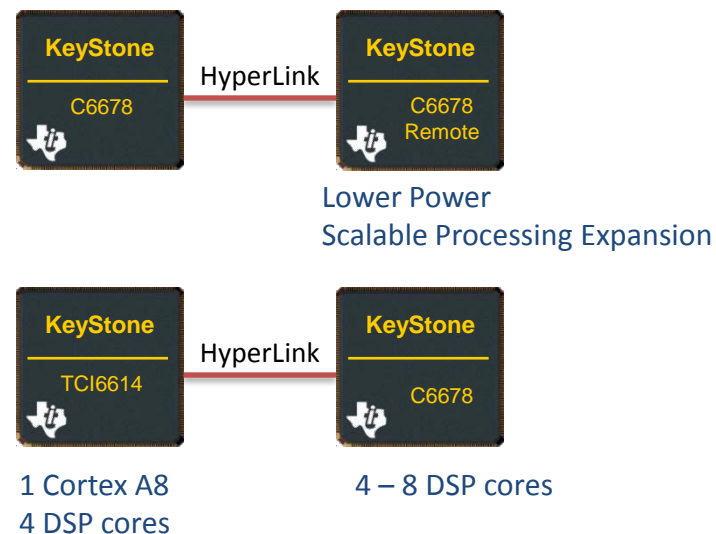 KeyStone
C6678
HyperLink
KeyStone
C6678
Remote
Lower Power
Scalable Processing Expansion
KeyStone
TCI6614
HyperLink
KeyStone
C6678
1 Cortex A8
4 DSP cores
4 – 8 DSP cores